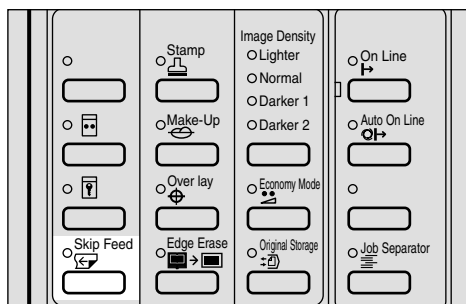 Stamp
Make-Up
Over lay
Skip Feed
Edge Erase
Image Density
Lighter
Normal
Darker 1
Darker 2
Economy Mode
Original Storage
On Line
Auto On Line
Job Separator